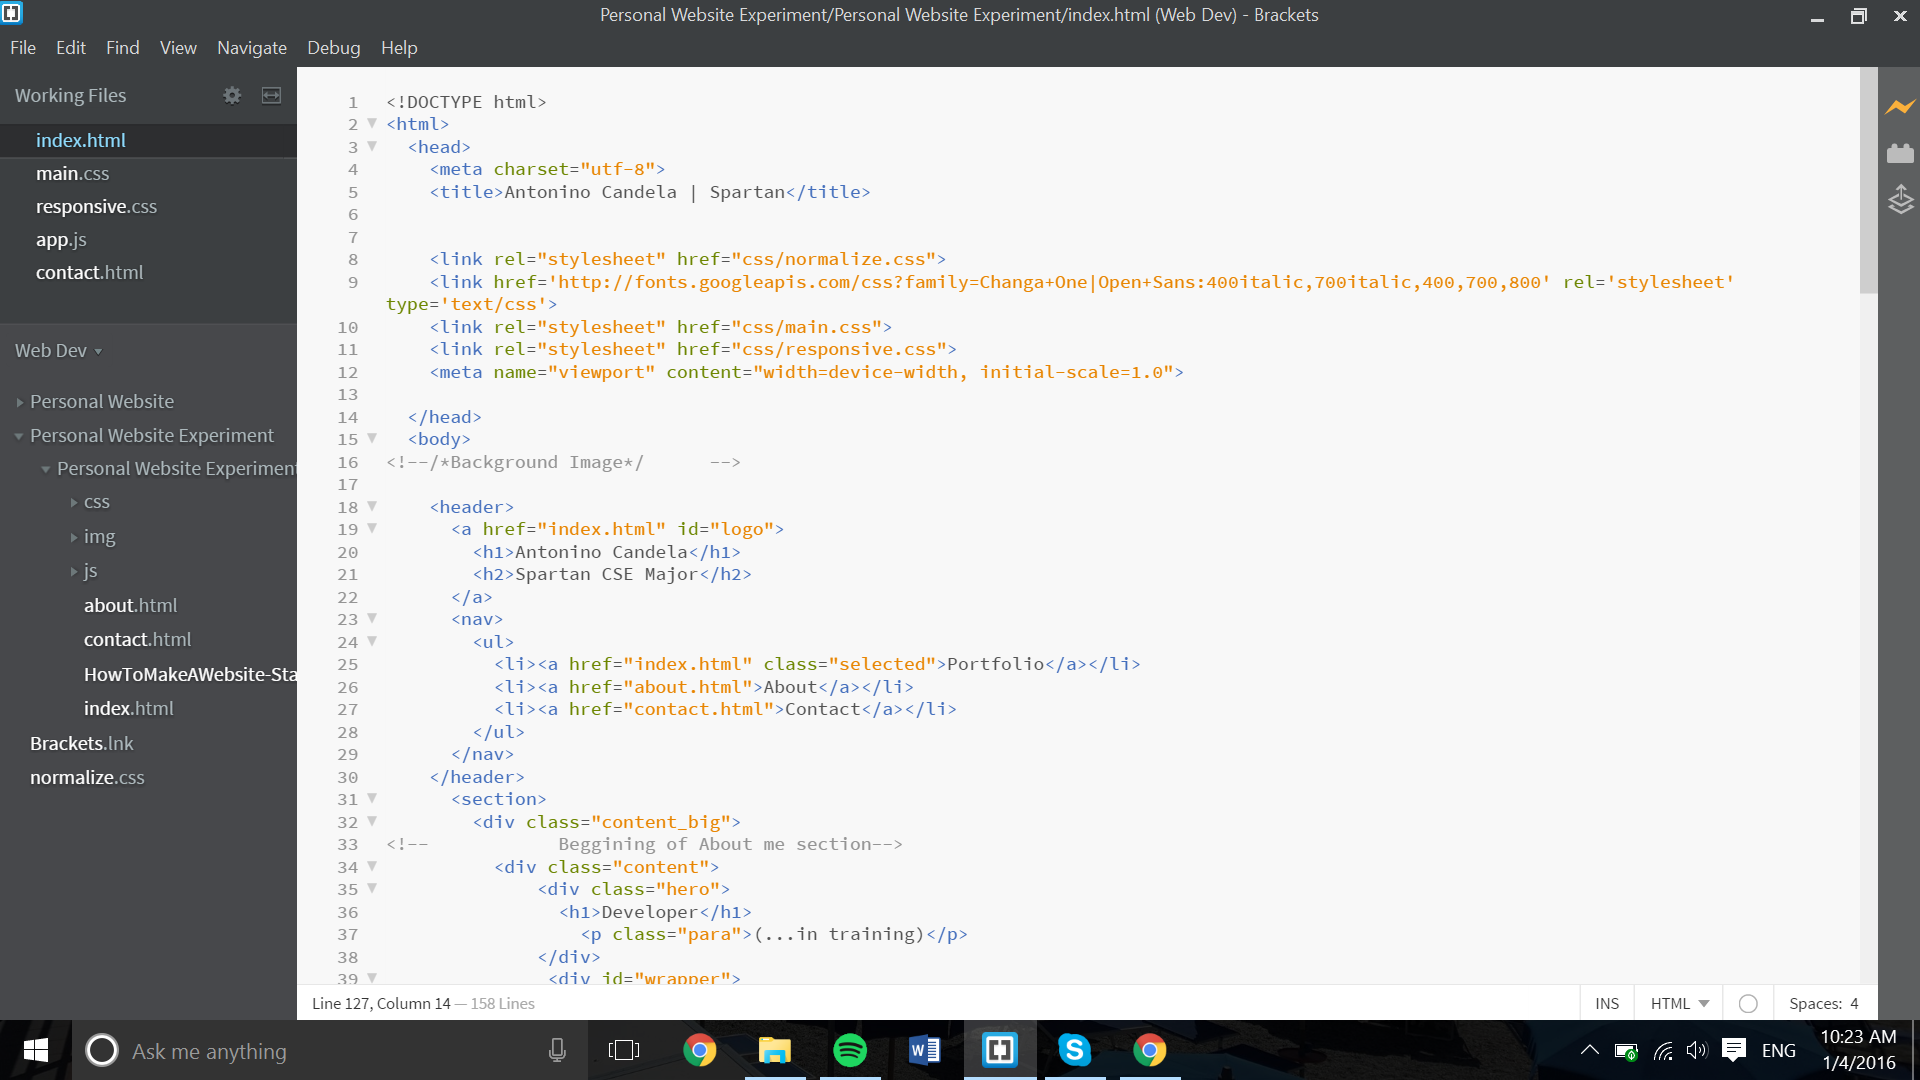 Personal Website Experiment/Personal Website Experiment/index.html (Web Dev) - Brackets
File Edit Find View Navigate Debug Help
Working Files
index.html
main.css
responsive.css
app.js
contact.html
Web Dev
Personal Website
Personal Website Experiment
Personal Website Experiment
css
img
js
about.html
contact.html
HowToMakeAWebsite-Sta
index.html
Brackets.lnk
normalize.css
1 <!DOCTYPE html>
2 <html>
3 <head>
4 <meta charset="utf-8">
5 <title>Antonino Candela | Spartan</title>
6
7
8 <link rel="stylesheet" href="css/normalize.css">
9 <link href='http://fonts.googleapis.com/css?family=Changa+One|Open+Sans:400italic,700italic,400,700,800' rel='stylesheet'
type='text/css'>
10 <link rel="stylesheet" href="css/main.css">
11 <link rel="stylesheet" href="css/responsive.css">
12 <meta name="viewport" content="width=device-width, initial-scale=1.0">
13
14 </head>
15 <body>
16 <!--/*Background Image*/ -->
17
18 <header>
19 <a href="index.html" id="logo">
20 <h1>Antonino Candela</h1>
21 <h2>Spartan CSE Major</h2>
22 </a>
23 <nav>
24 <ul>
25 <li><a href="index.html" class="selected">Portfolio</a></li>
26 <li><a href="about.html">About</a></li>
27 <li><a href="contact.html">Contact</a></li>
28 </ul>
29 </nav>
30 </header>
31 <section>
32 <div class="content_big">
33 <!-- Beggining of About me section-->
34 <div class="content">
35 <div class="hero">
36 <h1>Developer</h1>
37 <p class="para">(...in training)</p>
38 </div>
39 <div id="wrapper">
Line 127, Column 14 — 158 Lines
INS HTML Spaces: 4
Ask me anything
ENG
10:23 AM
1/4/2016